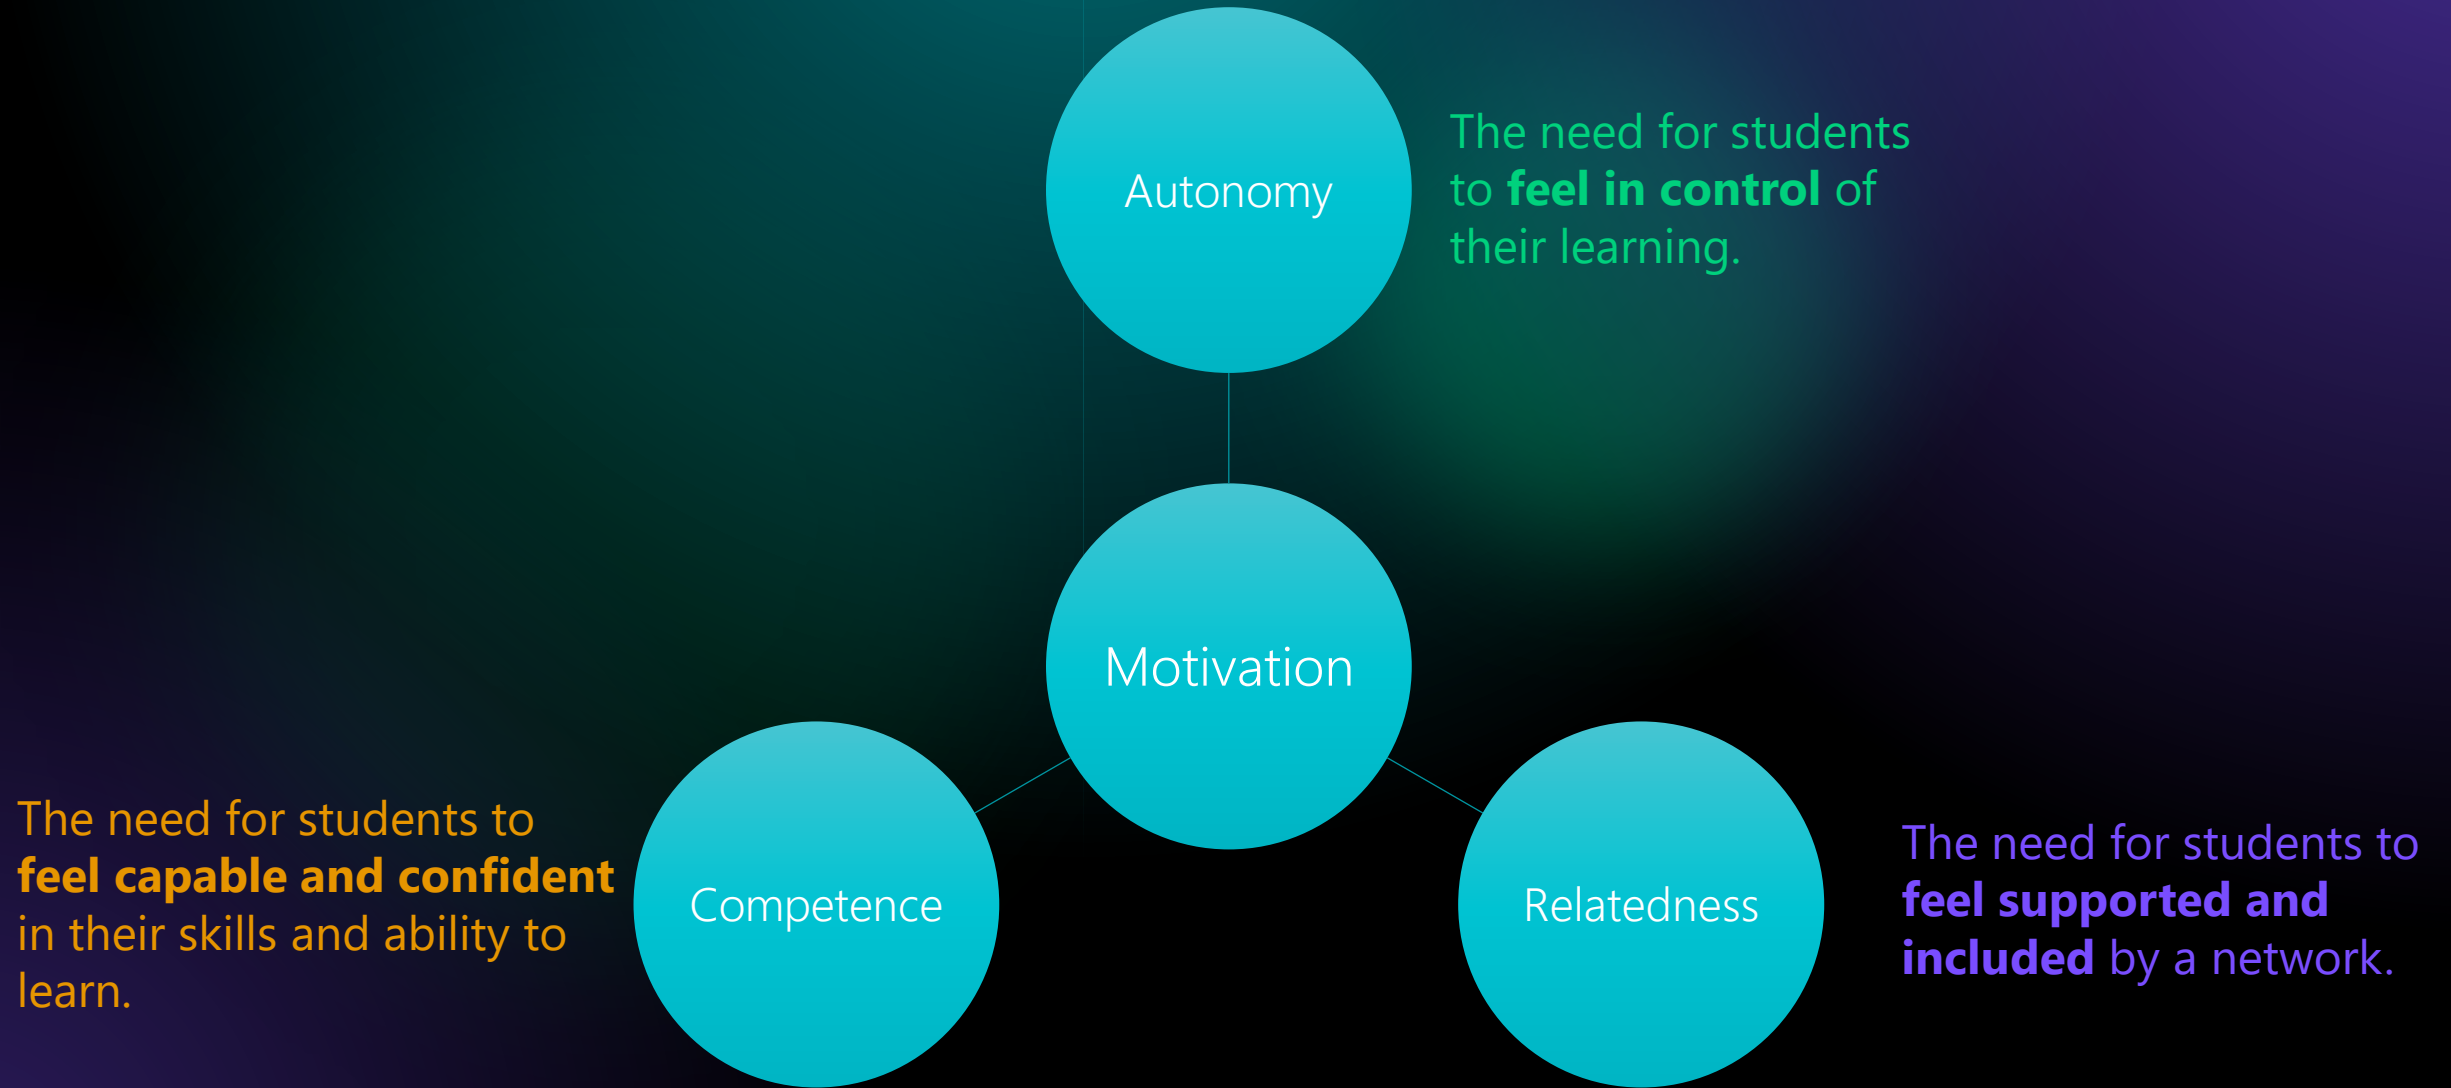 Autonomy
The need for students
to feel in control of
their learning.
Motivation
The need for students to
feel capable and confident
in their skills and ability to
learn.
Competence
Relatedness
The need for students to
feel supported and
included by a network.